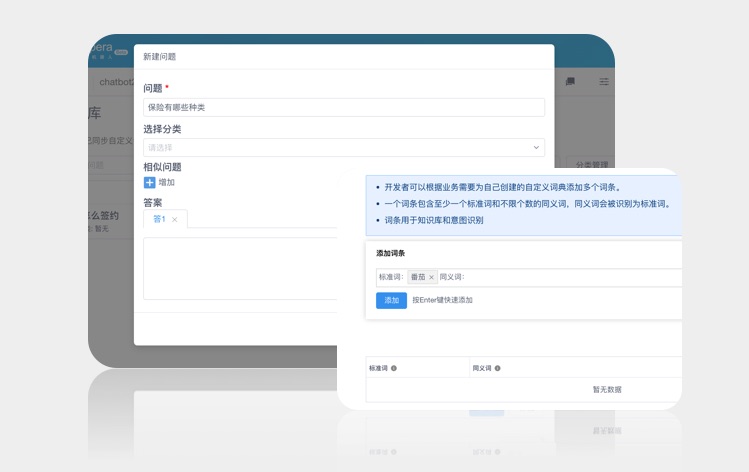 新建问题
chatbot
问题 *
保险有哪些种类
库
选择分类
请选择
已同步自定义
问题
相似问题
分类管理
增加
答案
答1 ×
么签约
: 暂无
开发者可以根据业务需要为自己创建的自定义词典添加多个词条。
一个词条包含至少一个标准词和不限个数的同义词，同义词会被识别为标准词。
词条用于知识库和意图识别
添加词条
标准词: 番茄 × 同义词:
添加 按Enter键快速添加
标准词 同义词
暂无数据